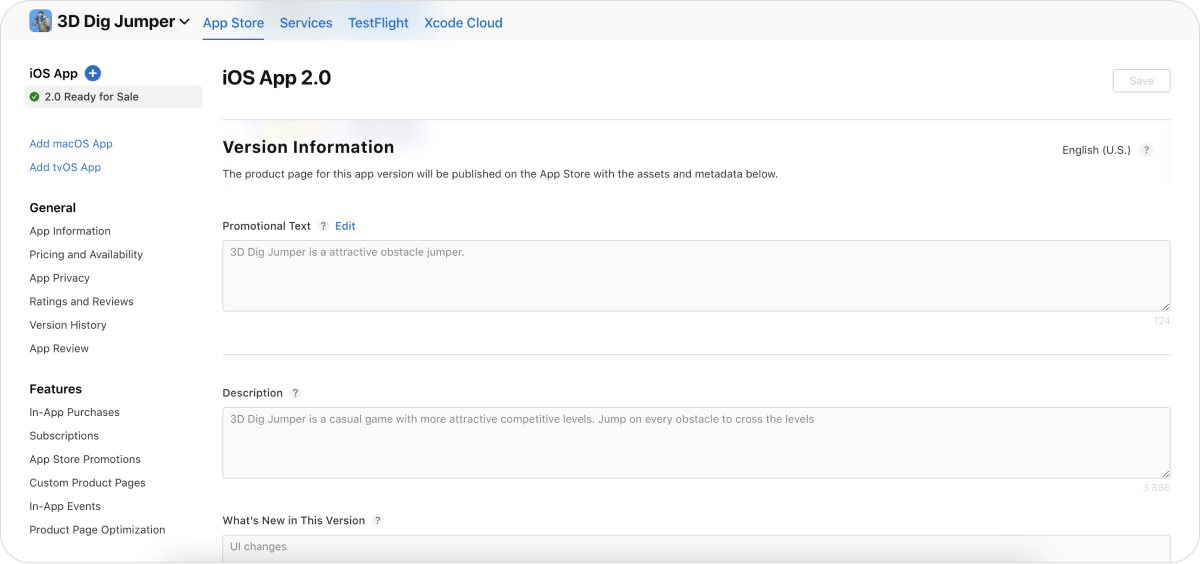 3D Dig Jumper App Store Services TestFlight Xcode Cloud
iOS App
2.0 Ready for Sale
Add macOS App
Add tvOS App
General
App Information
Pricing and Availability
App Privacy
Ratings and Reviews
Version History
App Review
Features
In-App Purchases
Subscriptions
App Store Promotions
Custom Product Pages
In-App Events
Product Page Optimization
iOS App 2.0
Save
Version Information
English (U.S.) ?
The product page for this app version will be published on the App Store with the assets and metadata below.
Promotional Text ? Edit
3D Dig Jumper is a attractive obstacle jumper.
124
Description ?
3D Dig Jumper is a casual game with more attractive competitive levels. Jump on every obstacle to cross the levels
3 886
What's New in This Version ?
UI changes